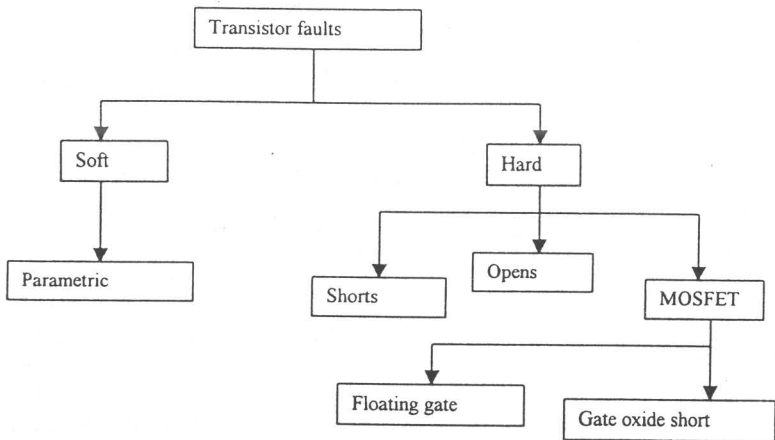 Transistor faults
Soft
Hard
Parametric
Shorts
Opens
MOSFET
Floating gate
Gate oxide short